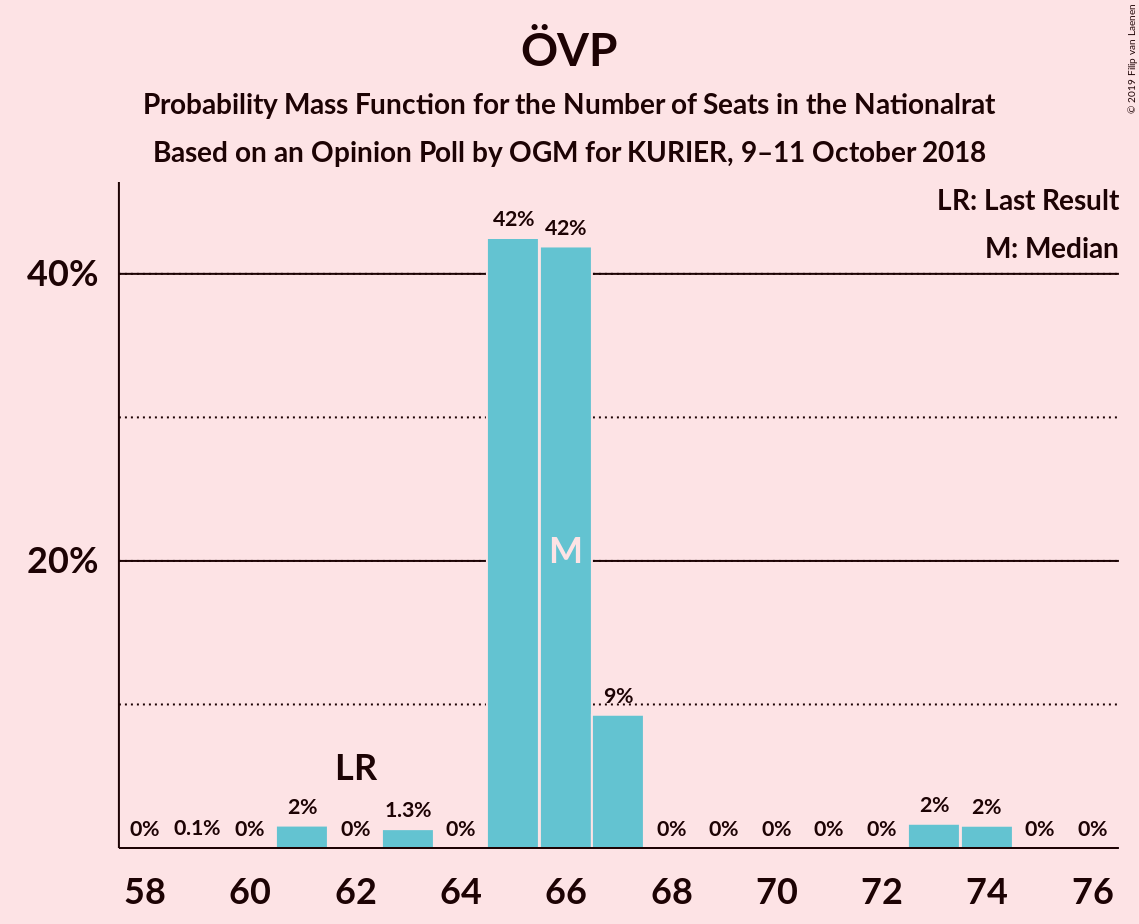 ÖVP
Probability Mass Function for the Number of Seats in the Nationalrat
Based on an Opinion Poll by OGM for KURIER, 9–11 October 2018
© 2019 Filip van Laenen
LR: Last Result
M: Median
40%
20%
42%
42%
M
9%
LR
0%
0.1%
0%
2%
0%
1.3%
0%
0%
0%
0%
0%
0%
2%
2%
0%
0%
58 60 62 64 66 68 70 72 74 76